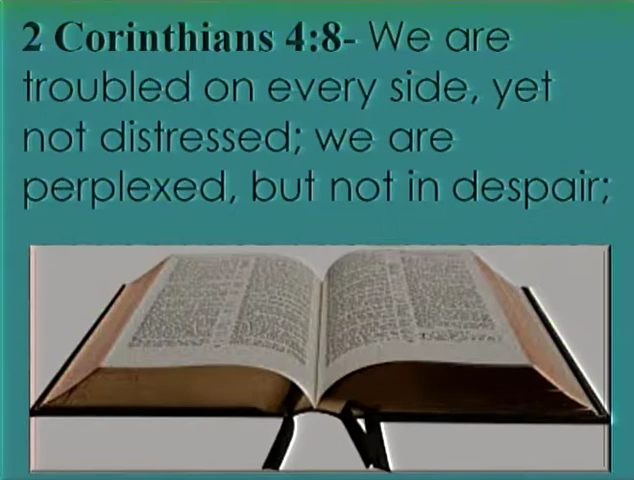 2 Corinthians 4:8- We are
troubled on every side, yet
not distressed; we are
perplexed, but not in despair;